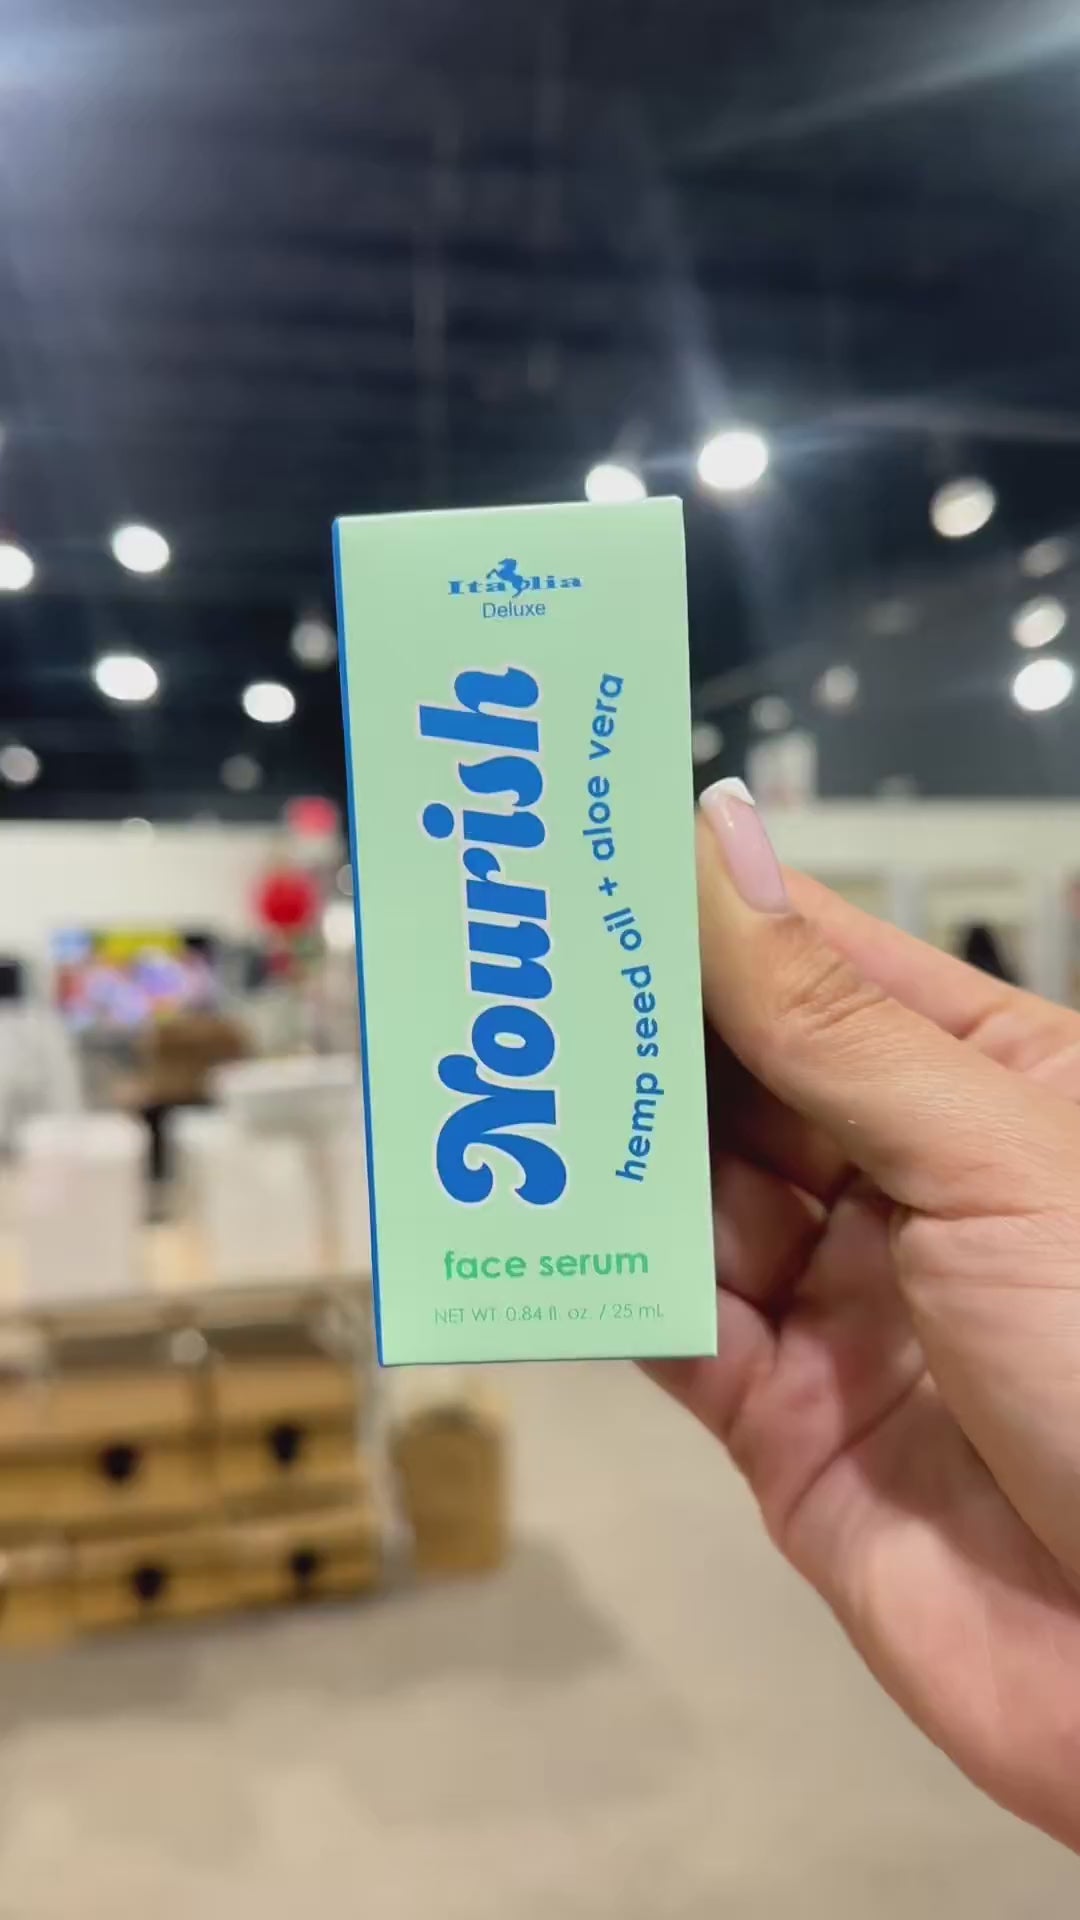 Italia
Deluxe
Nourish
hemp seed oil + aloe vera
face serum
NET WT. 0.84 fl. oz. / 25 mL